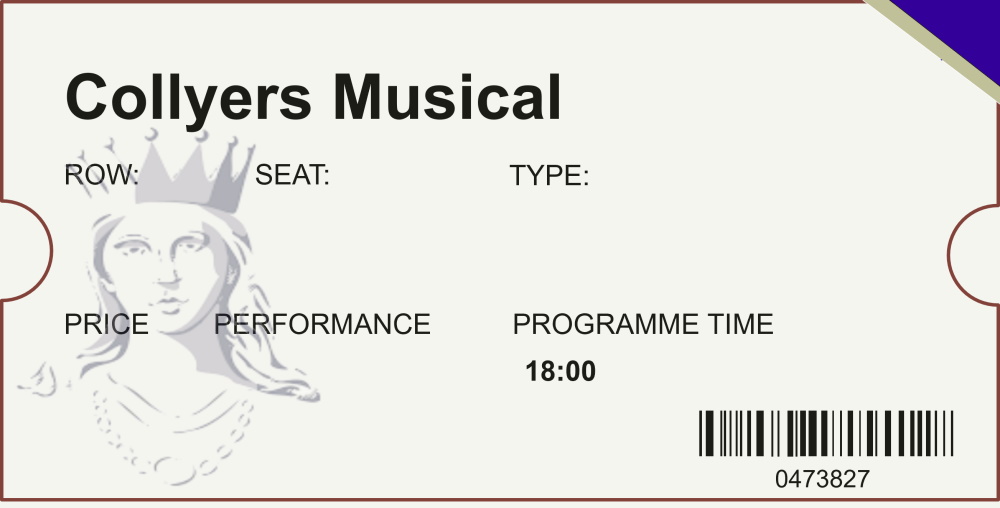 Collyers Musical
ROW: SEAT: TYPE:
PRICE PERFORMANCE PROGRAMME TIME
18:00
0473827